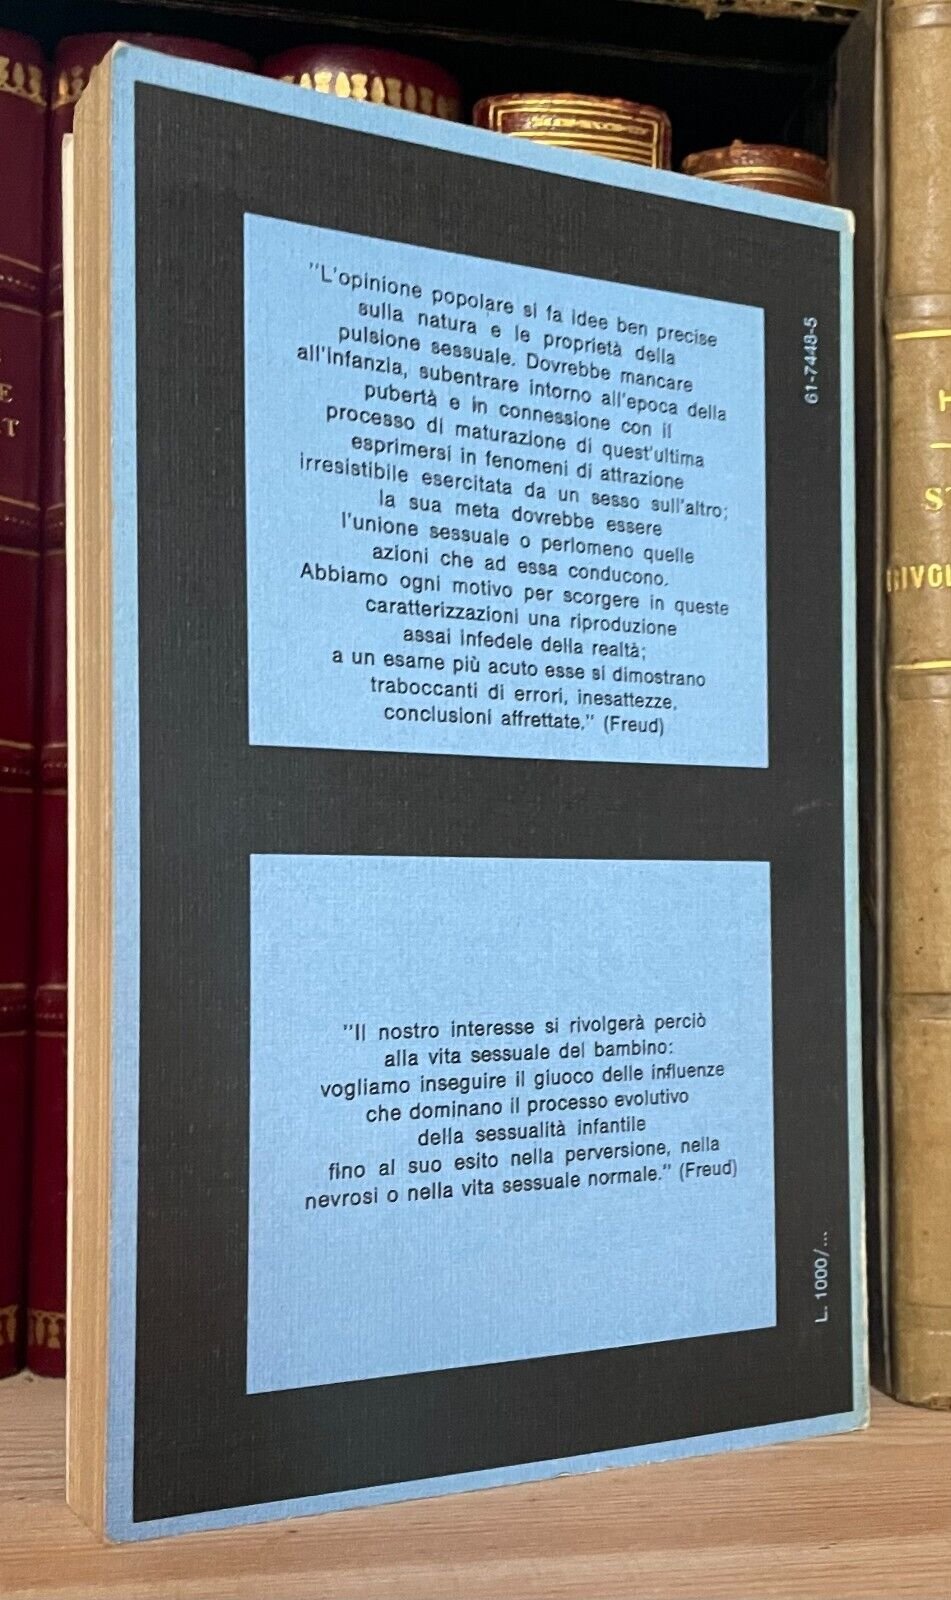 "L'opinione popolare si fa idee ben precise
sulla natura e le proprietà della
pulsione sessuale. Dovrebbe mancare
all'infanzia, subentrare intorno all'epoca della
pubertà e in connessione con il
processo di maturazione di quest'ultima
esprimersi in fenomeni di attrazione
irresistibile esercitata da un sesso sull'altro;
la sua meta dovrebbe essere
l'unione sessuale o perlomeno quelle
azioni che ad essa conducono.
Abbiamo ogni motivo per scorgere in queste
caratterizzazioni una riproduzione
assai infedele della realtà;
a un esame più acuto esse si dimostrano
traboccanti di errori, inesattezze,
conclusioni affrettate." (Freud)
61-7448-5
"Il nostro interesse si rivolgerà perciò
alla vita sessuale del bambino:
vogliamo inseguire il giuoco delle influenze
che dominano il processo evolutivo
della sessualità infantile
fino al suo esito nella perversione, nella
nevrosi o nella vita sessuale normale." (Freud)
L. 1000/...